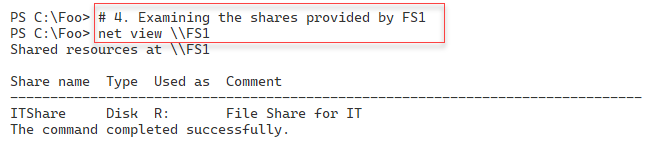 PS C:\Foo> # 4. Examining the shares provided by FS1
PS C:\Foo> net view \\FS1
Shared resources at \\FS1
Share name  Type  Used as  Comment
-------------------------------------------------------------------------------
ITShare     Disk  R:       File Share for IT
The command completed successfully.